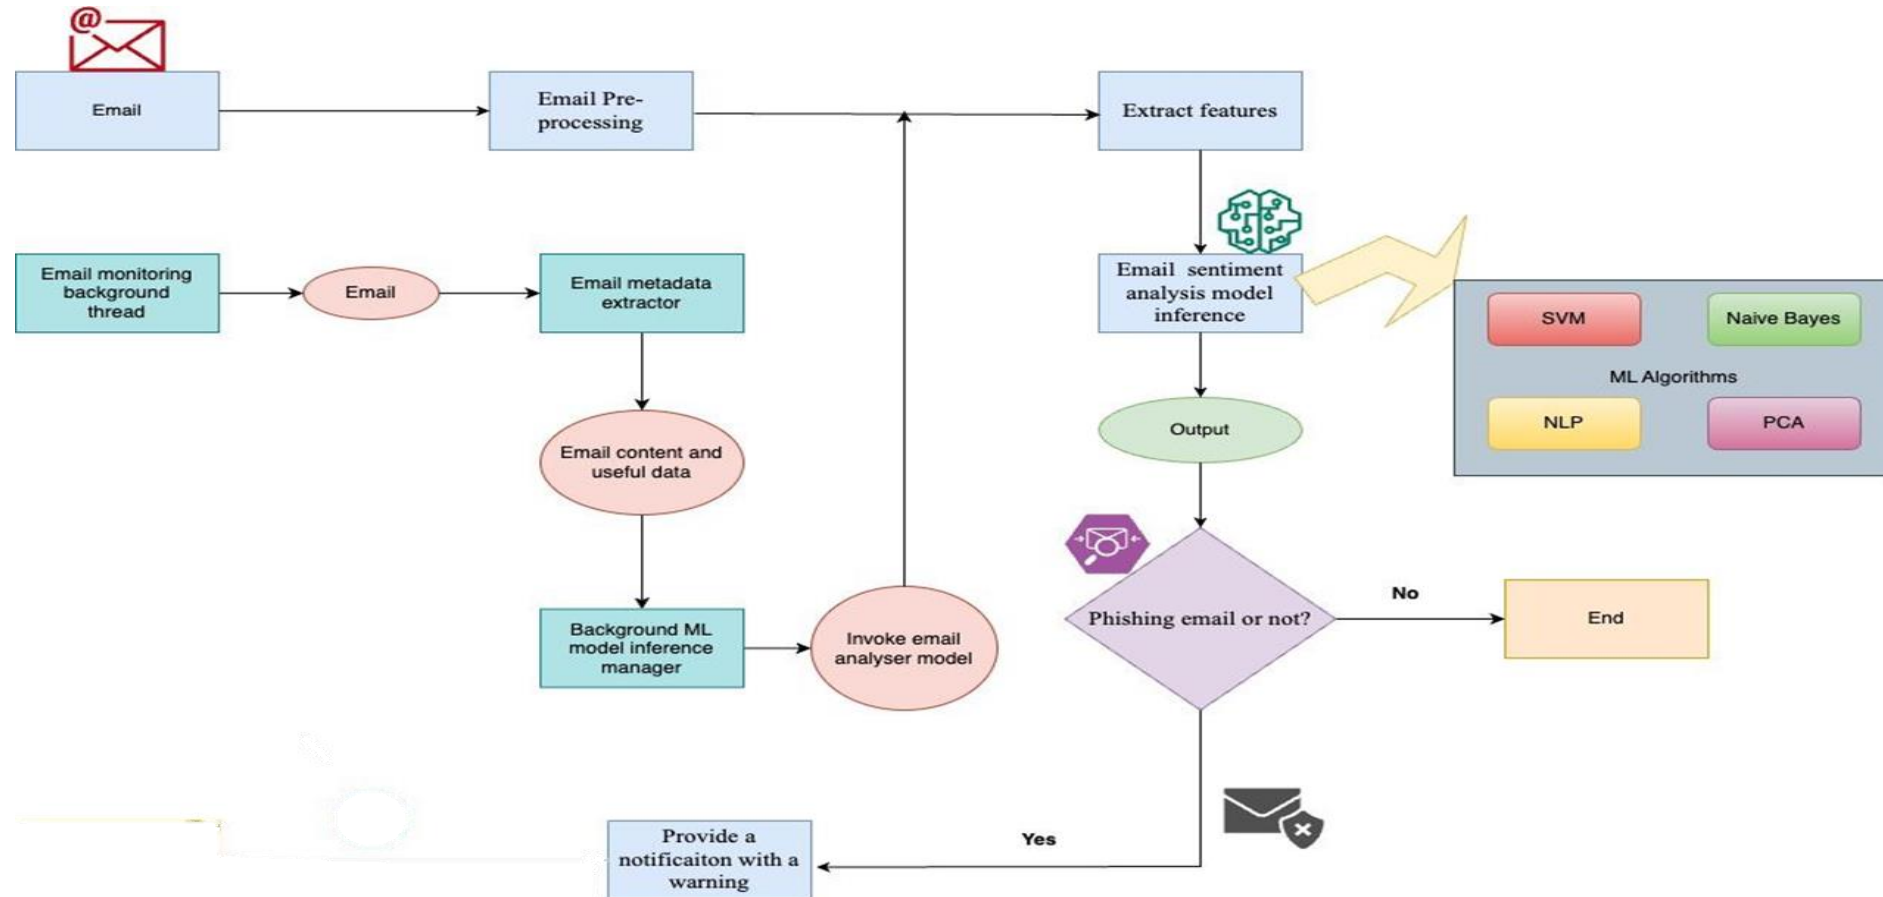 @
Email
Email Pre-
processing
Extract features
Email monitoring
background
thread
Email
Email metadada
extractor
Email  sentiment
analysis model
inference
SVM
Naive Bayes
ML Algorithms
NLP
PCA
Output
Email content and
useful data
Phishing email or not?
No
End
Background ML
model inference
manager
Invoke email
analyser model
Yes
Provide a
notificaiton with a
warning